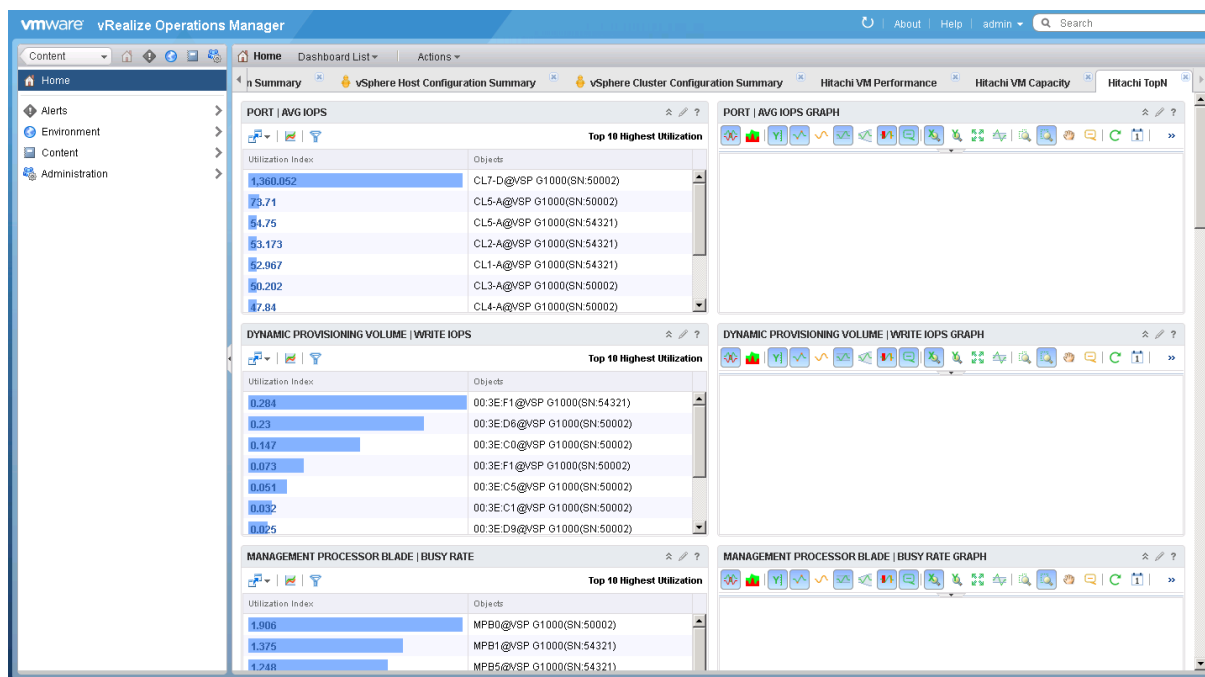 vmware vRealize Operations Manager
About | Help | admin Search
Content
Home Dashboard List Actions
Home
n Summary vSphere Host Configuration Summary vSphere Cluster Configuration Summary Hitachi VM Performance Hitachi VM Capacity Hitachi TopN
Alerts
Environment
Content
Administration
PORT | AVG IOPS
Top 10 Highest Utilization
Utilization Index Objects
1,360.052 CL7-D@VSP G1000(SN:50002)
73.71 CL5-A@VSP G1000(SN:50002)
54.75 CL5-A@VSP G1000(SN:54321)
53.173 CL2-A@VSP G1000(SN:54321)
52.967 CL1-A@VSP G1000(SN:54321)
50.202 CL3-A@VSP G1000(SN:50002)
47.84 CL4-A@VSP G1000(SN:50002)
PORT | AVG IOPS GRAPH
DYNAMIC PROVISIONING VOLUME | WRITE IOPS
Top 10 Highest Utilization
Utilization Index Objects
0.284 00:3E:F1@VSP G1000(SN:54321)
0.23 00:3E:D6@VSP G1000(SN:50002)
0.147 00:3E:C0@VSP G1000(SN:50002)
0.073 00:3E:F1@VSP G1000(SN:50002)
0.051 00:3E:C5@VSP G1000(SN:50002)
0.032 00:3E:C1@VSP G1000(SN:50002)
0.025 00:3E:D9@VSP G1000(SN:50002)
DYNAMIC PROVISIONING VOLUME | WRITE IOPS GRAPH
MANAGEMENT PROCESSOR BLADE | BUSY RATE
Top 10 Highest Utilization
Utilization Index Objects
1.906 MPB0@VSP G1000(SN:50002)
1.375 MPB1@VSP G1000(SN:54321)
1.248 MPB5@VSP G1000(SN:54321)
MANAGEMENT PROCESSOR BLADE | BUSY RATE GRAPH